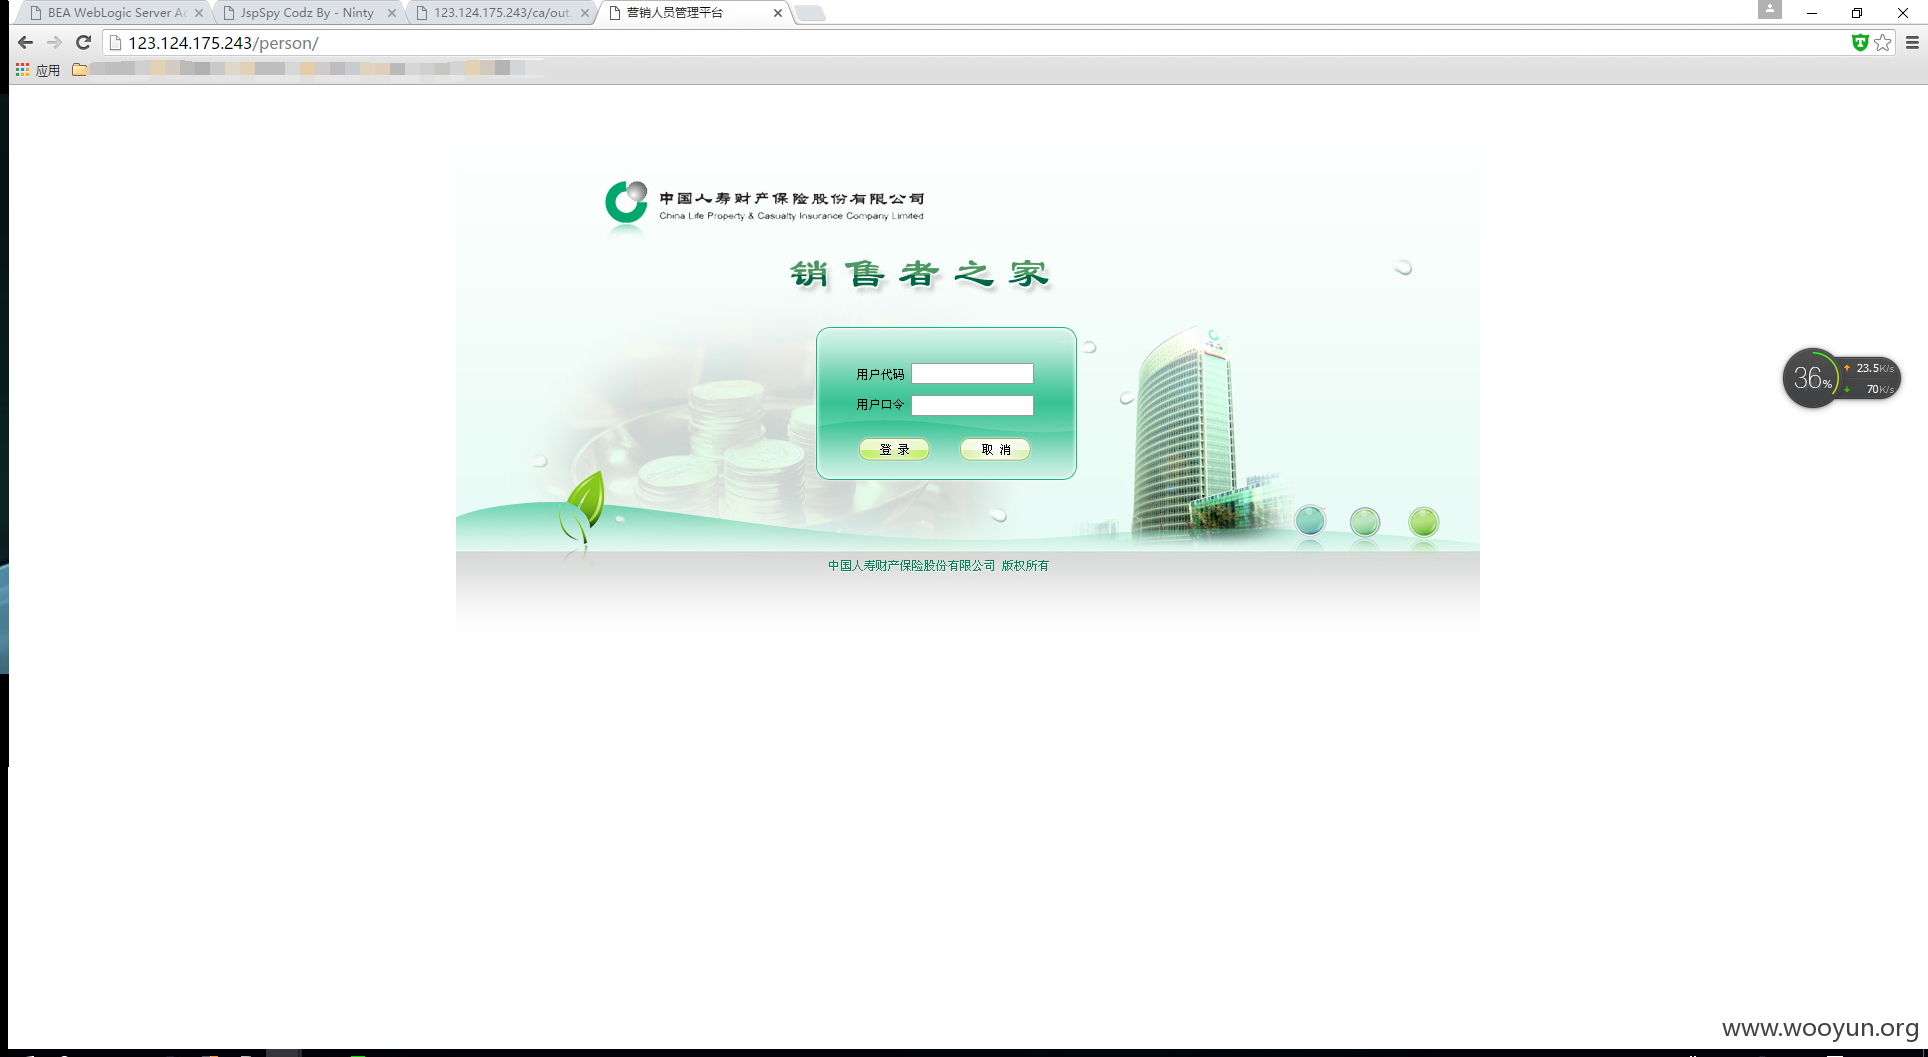 BEA WebLogic Server Ac
JspSpy Codz By - Ninty
123.124.175.243/ca/out
营销人员管理平台
123.124.175.243/person/
应用
中国人寿财产保险股份有限公司
China Life Property & Casualty Insurance Company Limited
销售者之家
用户代码
用户口令
登 录
取 消
36%
23.5K/s
70K/s
中国人寿财产保险股份有限公司 版权所有
www.wooyun.org